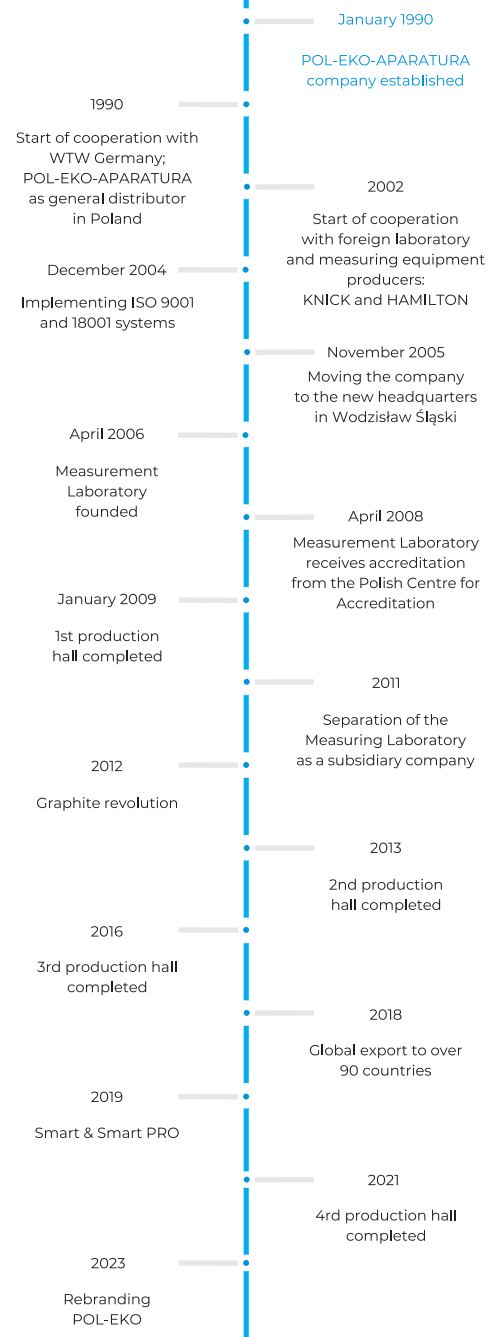 January 1990
POL-EKO-APARATURA
company established
1990
Start of cooperation with
WTW Germany;
POL-EKO-APARATURA
as general distributor
in Poland
2002
Start of cooperation
with foreign laboratory
and measuring equipment
producers:
KNICK and HAMILTON
December 2004
Implementing ISO 9001
and 18001 systems
November 2005
Moving the company
to the new headquarters
in Wodzisław Śląski
April 2006
Measurement
Laboratory
founded
April 2008
Measurement Laboratory
receives accreditation
from the Polish Centre for
Accreditation
January 2009
1st production
hall completed
2011
Separation of the
Measuring Laboratory
as a subsidiary company
2012
Graphite revolution
2013
2nd production
hall completed
2016
3rd production hall
completed
2018
Global export to over
90 countries
2019
Smart & Smart PRO
2021
4rd production hall
completed
2023
Rebranding
POL-EKO